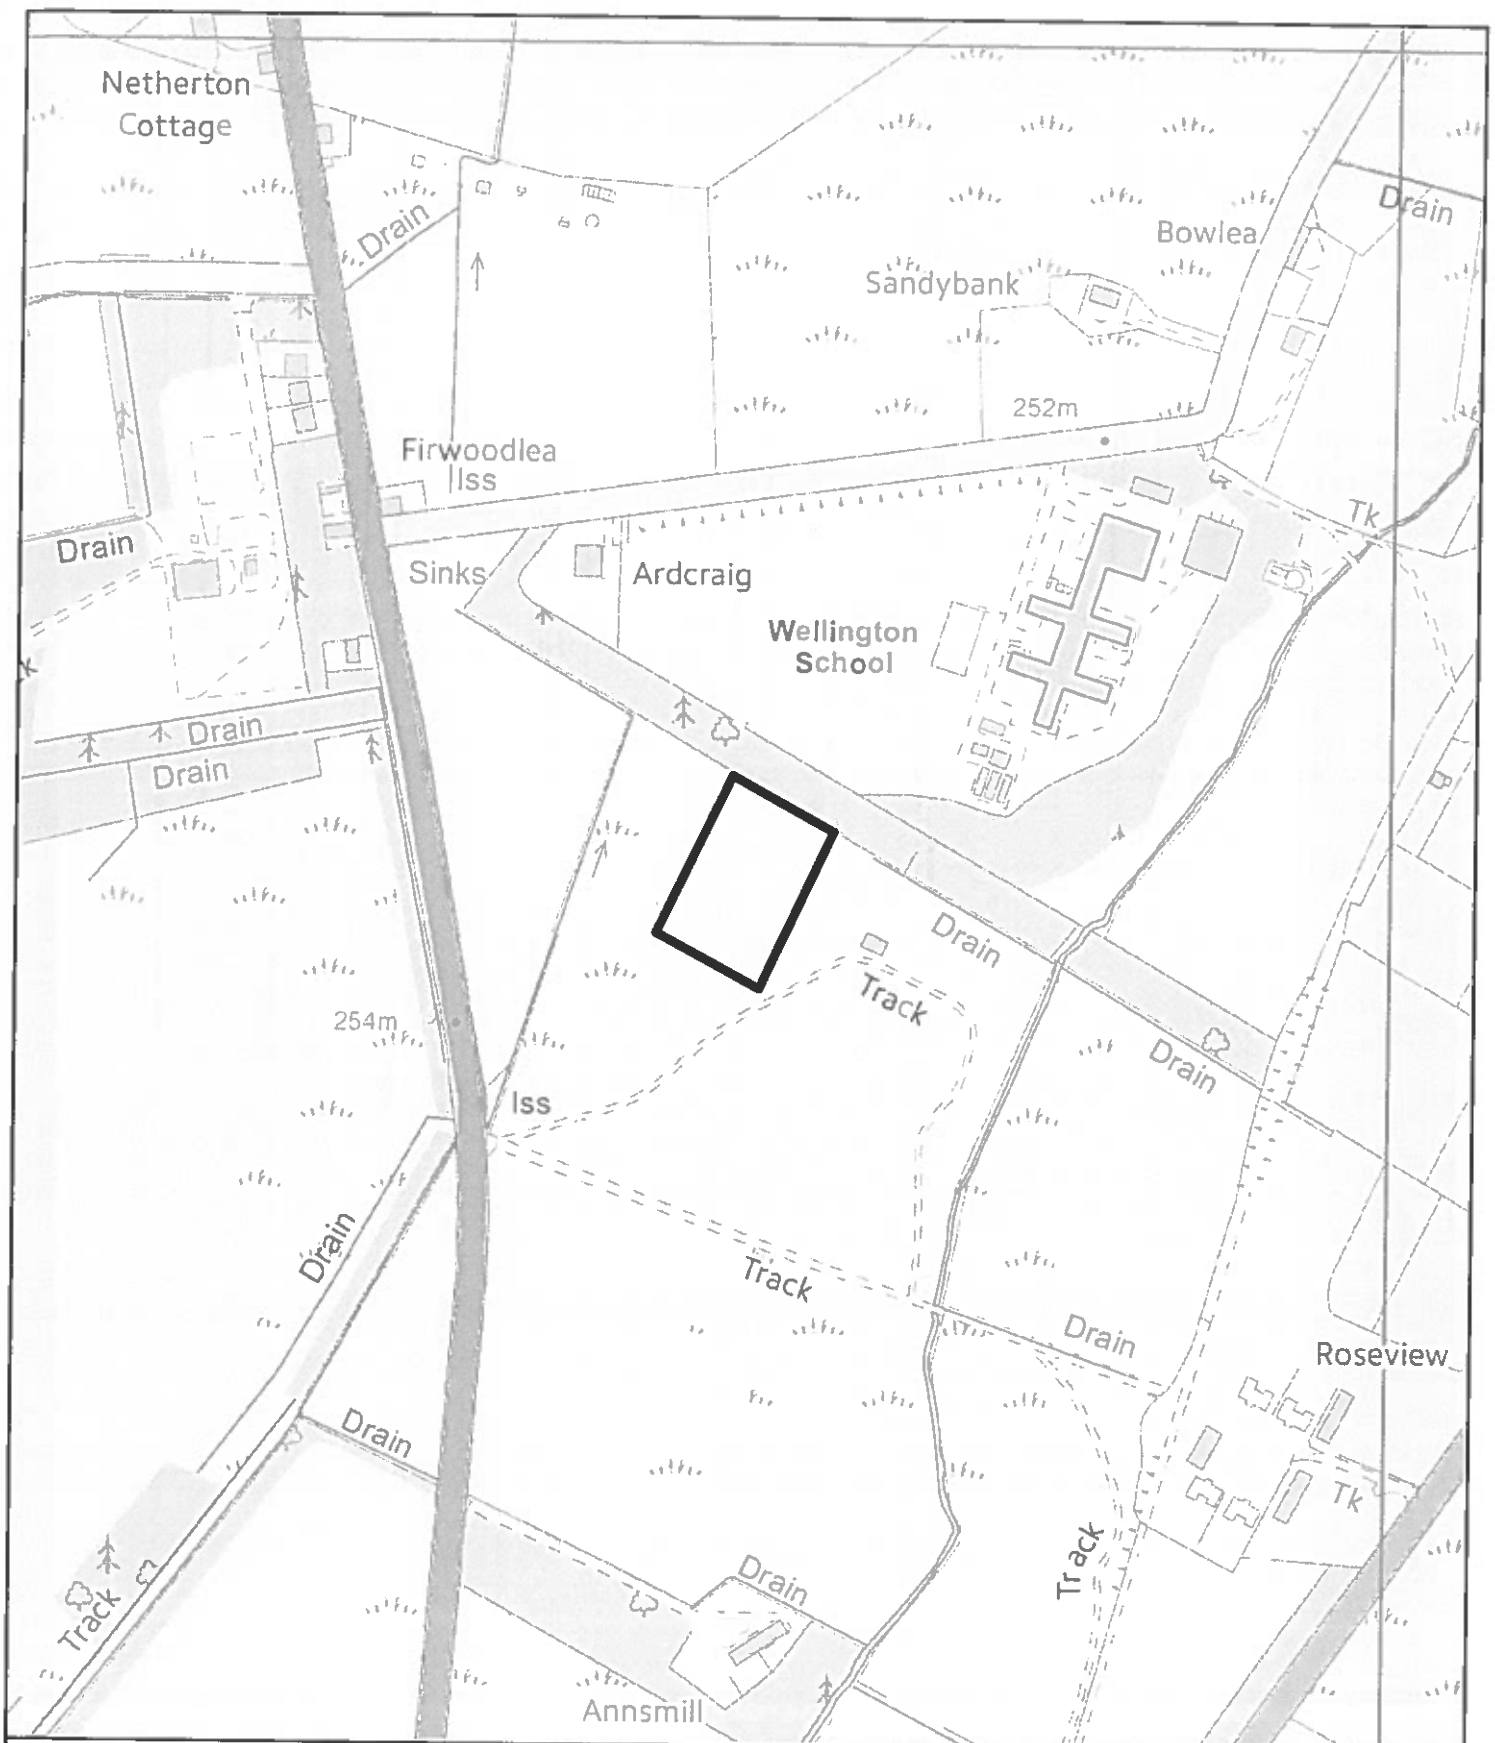 Netherton
Cottage
Drain
Drain
Bowlea
Sandybank
252m
Firwoodlea
Iss
Tk
Drain
Sinks
Ardcraig
Wellington
School
k
Drain
Drain
Drain
Track
254m
Drain
Iss
Drain
Track
Drain
Roseview
Drain
Tk
Track
Drain
Track
Annsmill